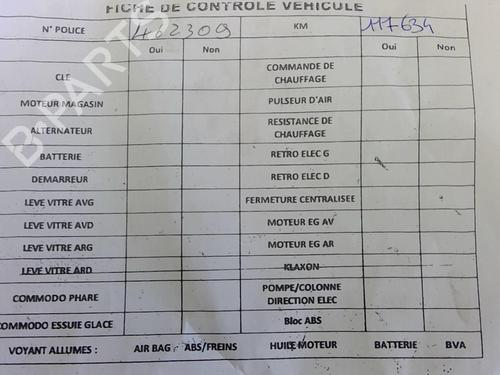 FICHE DE CONTROLE VEHICULE
N° POLICE 462309 KM 117634
Oui Non Oui Non
CLE COMMANDE DE CHAUFFAGE
MOTEUR MAGASIN PULSEUR D'AIR
ALTERNATEUR RESISTANCE DE CHAUFFAGE
BATTERIE RETRO ELEC G
DEMARREUR RETRO ELEC D
LEVE VITRE AVG FERMETURE CENTRALISEE
LEVE VITRE AVD MOTEUR EG AV
LEVE VITRE ARG MOTEUR EG AR
LEVE VITRE ARD KLAXON
COMMODO PHARE POMPE/COLONNE DIRECTION ELEC
COMMODO ESSUIE GLACE Bloc ABS
VOYANT ALLUMES : AIR BAG ABS/FREINS HUILE MOTEUR BATTERIE BVA
B-PARTS